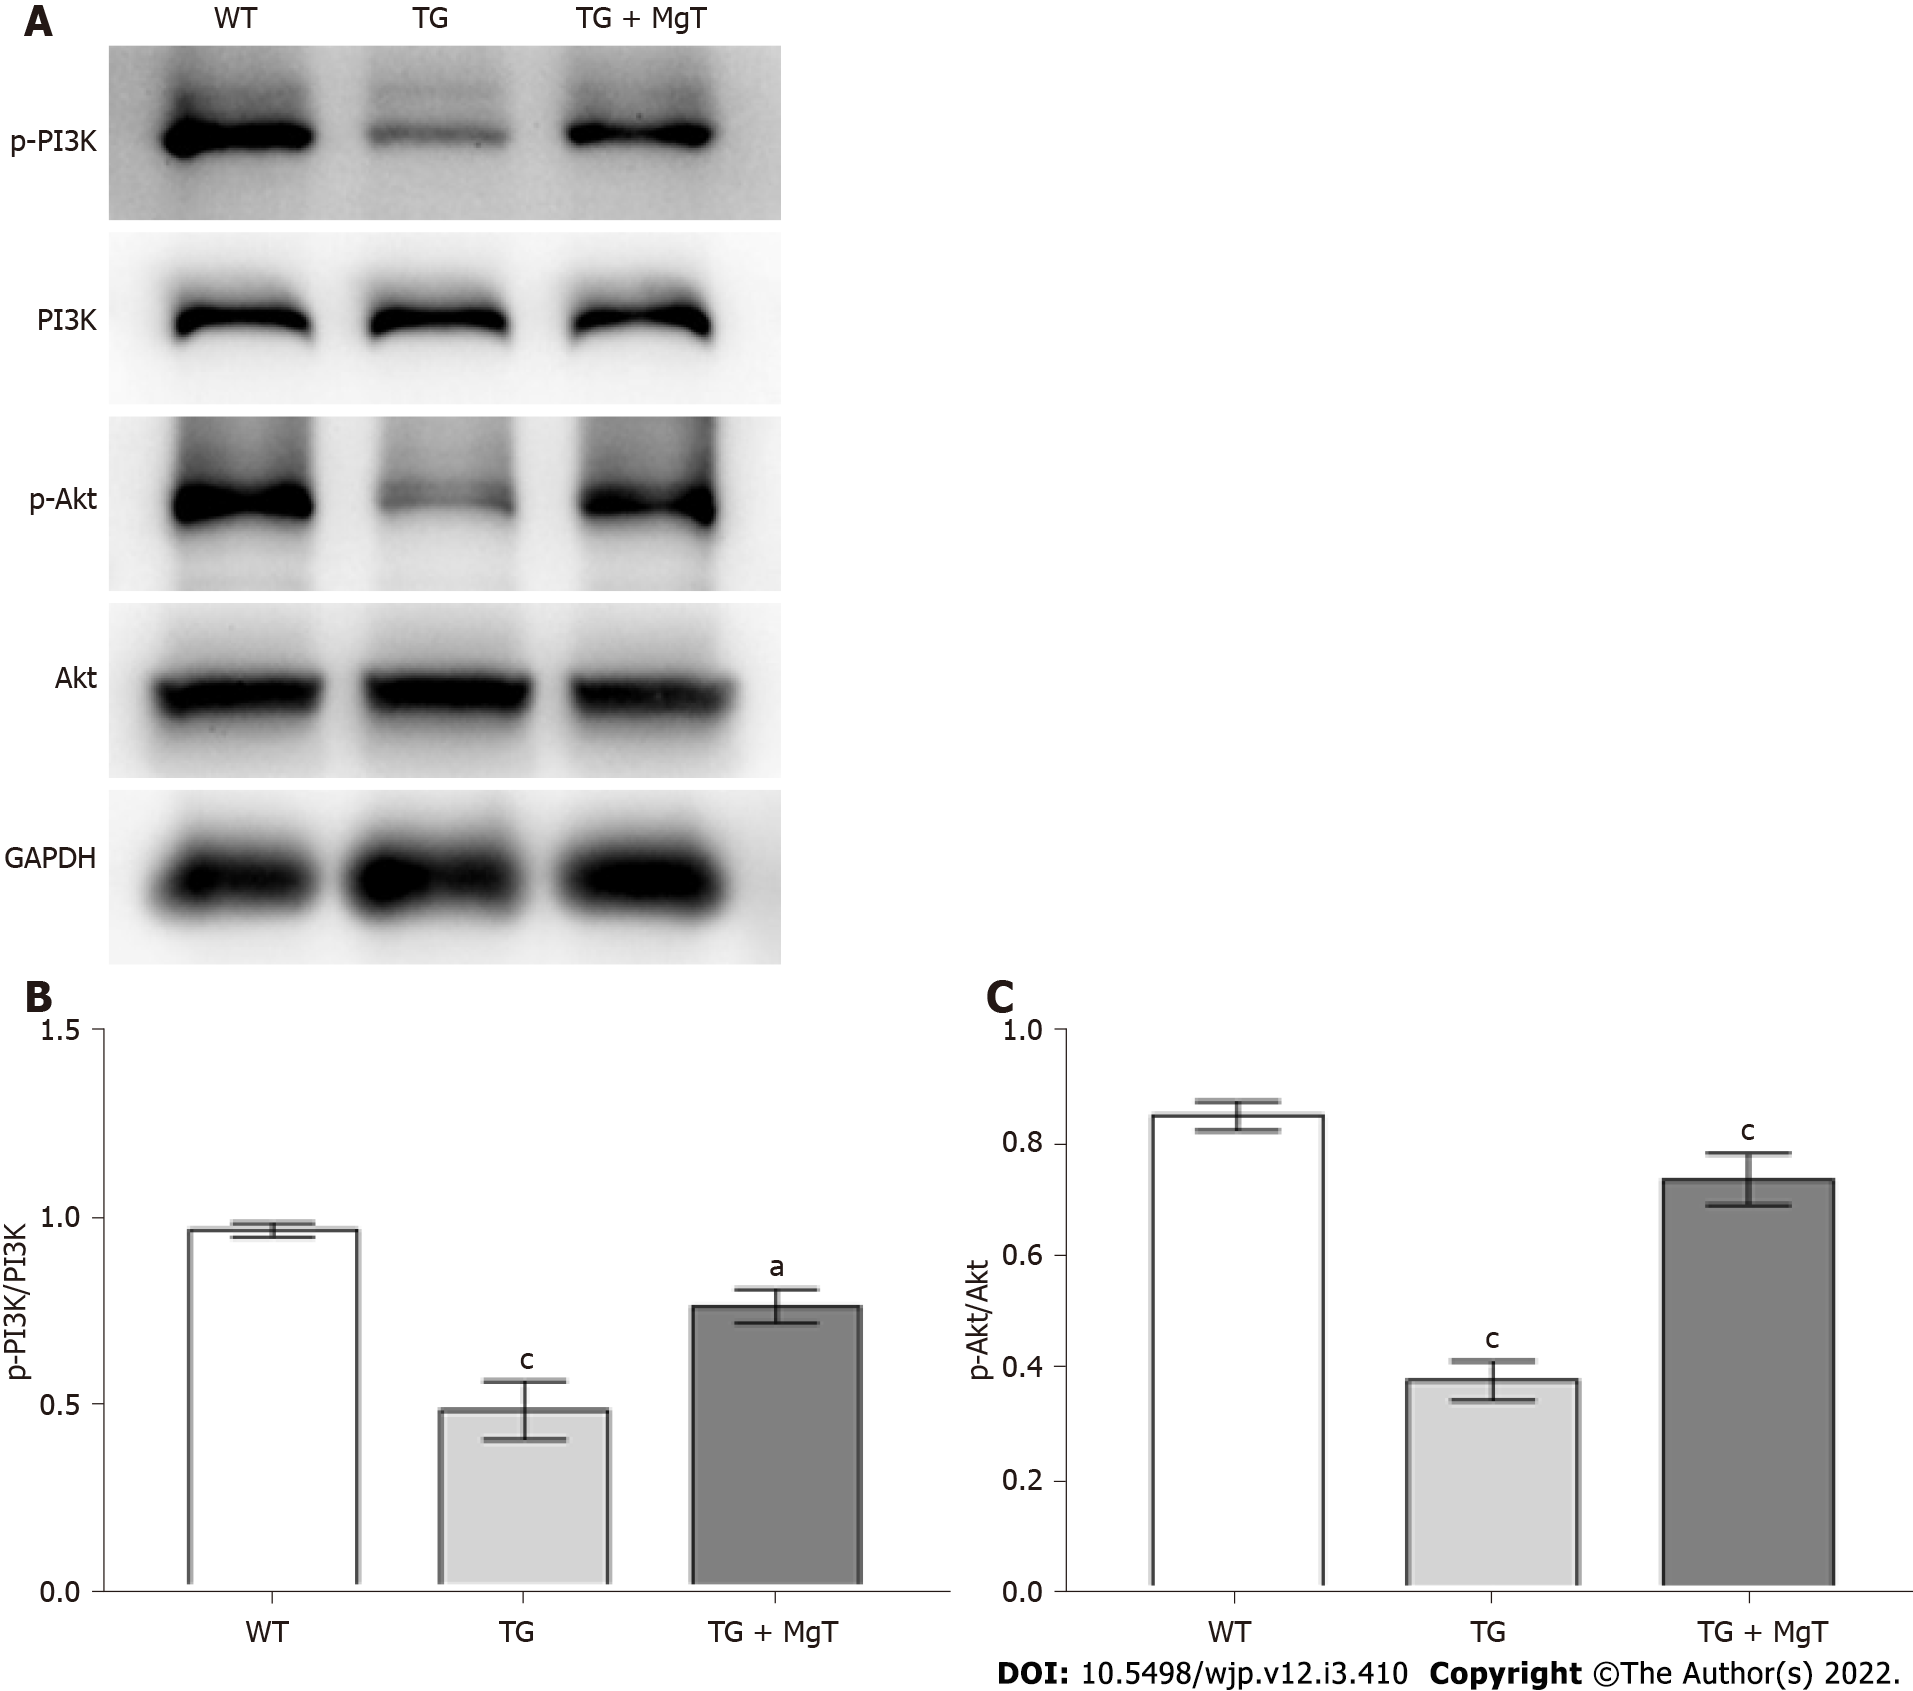 A
WT TG TG + MgT
p-PI3K
PI3K
p-Akt
Akt
GAPDH
B
1.5
1.0
0.5
0.0
p-PI3K/PI3K
c
a
WT TG TG + MgT
C
1.0
0.8
0.6
0.4
0.2
0.0
p-Akt/Akt
c
c
WT TG TG + MgT
DOI: 10.5498/wjp.v12.i3.410 Copyright ©The Author(s) 2022.